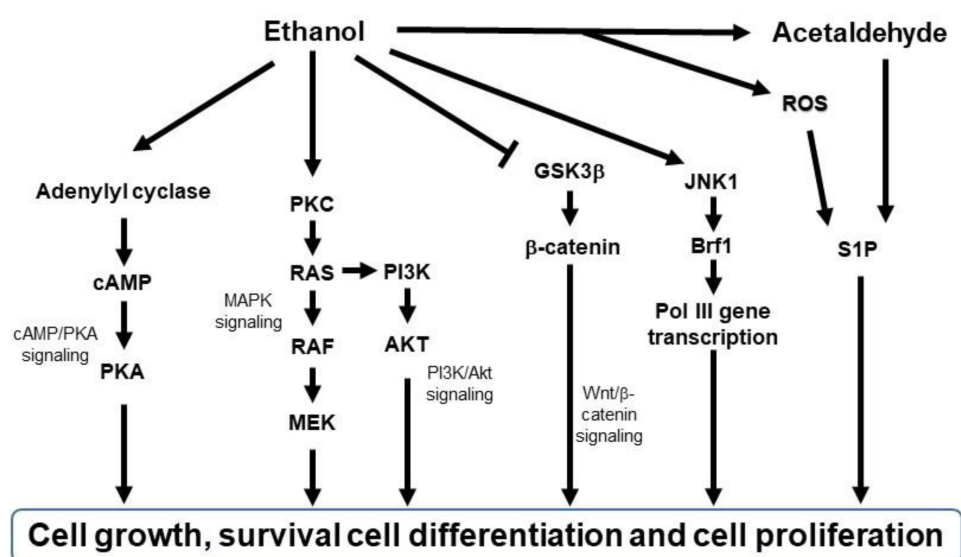 Ethanol
Acetaldehyde
ROS
Adenylyl cyclase
cAMP
cAMP/PKA
signaling
PKA
PKC
RAS
MAPK
signaling
RAF
MEK
PI3K
AKT
PI3K/Akt
signaling
GSK3β
β-catenin
Wnt/β-
catenin
signaling
JNK1
Brf1
Pol III gene
transcription
S1P
Cell growth, survival cell differentiation and cell proliferation